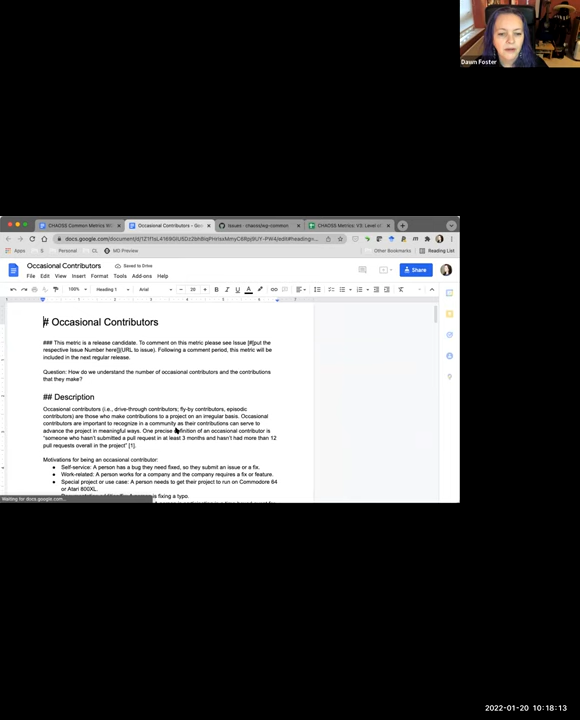 Dawn Foster
CHAOSS Common Metrics W
Occasional Contributors - Go
Issues · chaoss/wg-common
CHAOSS Metrics: V3: Level of
Apps
S
Personal
CL
MD Preview
Other Bookmarks
Reading List
Occasional Contributors
Saved to Drive
File Edit View Insert Format Tools Add-ons Help
Share
100%
Heading 1
Arial
20
# Occasional Contributors
### This metric is a release candidate. To comment on this metric please see Issue [#[put the
respective Issue Number here]](URL to issue). Following a comment period, this metric will be
included in the next regular release.
Question: How do we understand the number of occasional contributors and the contributions
that they make?
## Description
Occasional contributors (i.e., drive-through contributors; fly-by contributors, episodic
contributors) are those who make contributions to a project on an irregular basis. Occasional
contributors are important to recognize in a community as their contributions can serve to
advance the project in meaningful ways. One precise definition of an occasional contributor is
"someone who hasn't submitted a pull request in at least 3 months and hasn't had more than 12
pull requests overall in the project" [1].
Motivations for being an occasional contributor:
● Self-service: A person has a bug they need fixed, so they submit an issue or a fix.
● Work-related: A person works for a company and the company requires a fix or feature.
● Special project or use case: A person needs to get their project to run on Commodore 64
or Atari 800XL.
is fixing a typo.
Waiting for docs.google.com...
2022-01-20 10:18:13